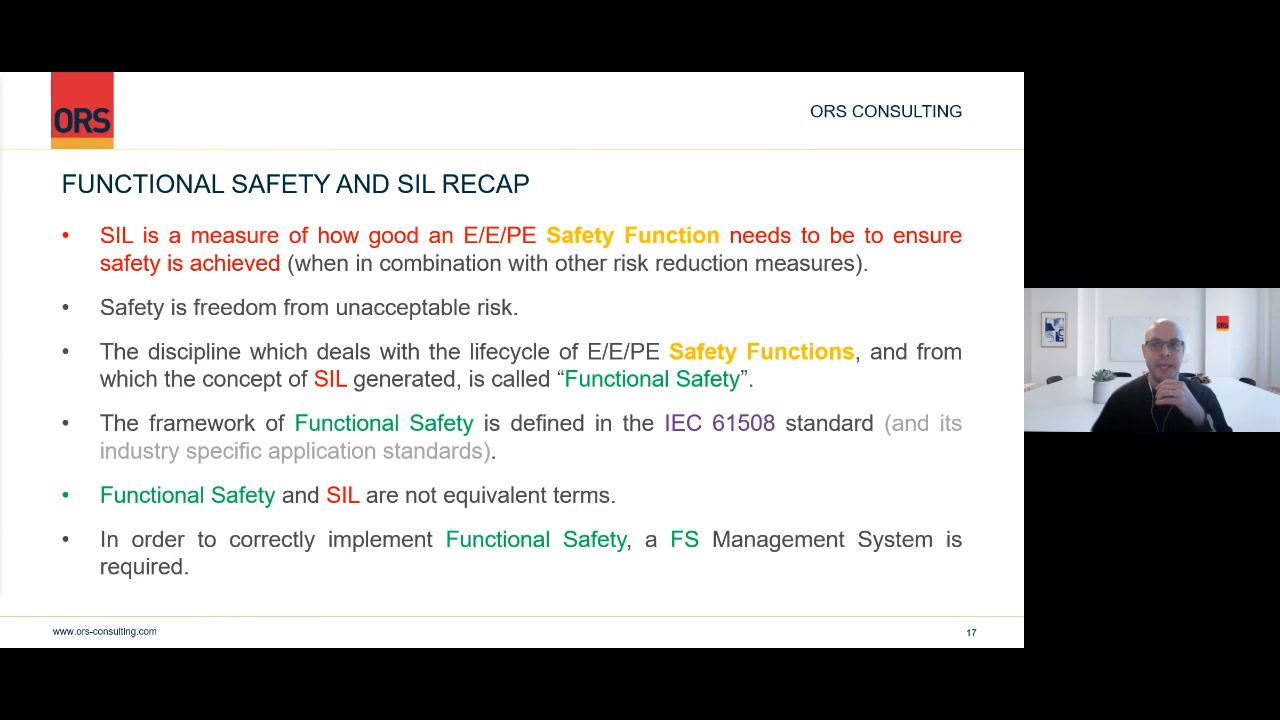 ORS
ORS CONSULTING
FUNCTIONAL SAFETY AND SIL RECAP
• SIL is a measure of how good an E/E/PE Safety Function needs to be to ensure
safety is achieved (when in combination with other risk reduction measures).
• Safety is freedom from unacceptable risk.
• The discipline which deals with the lifecycle of E/E/PE Safety Functions, and from
which the concept of SIL generated, is called “Functional Safety”.
• The framework of Functional Safety is defined in the IEC 61508 standard (and its
industry specific application standards).
• Functional Safety and SIL are not equivalent terms.
• In order to correctly implement Functional Safety, a FS Management System is
required.
www.ors-consulting.com
17
ORS